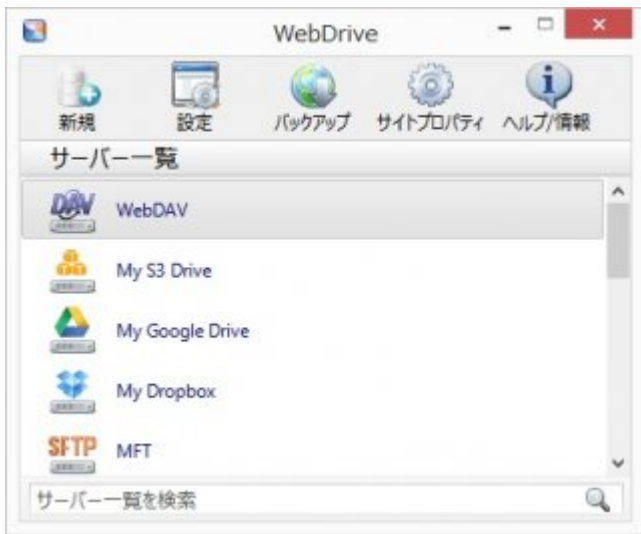 WebDrive
新規 設定 バックアップ サイトプロパティ ヘルプ/情報
サーバー一覧
DAV WebDAV
My S3 Drive
My Google Drive
My Dropbox
SFTP MFT
サーバー一覧を検索